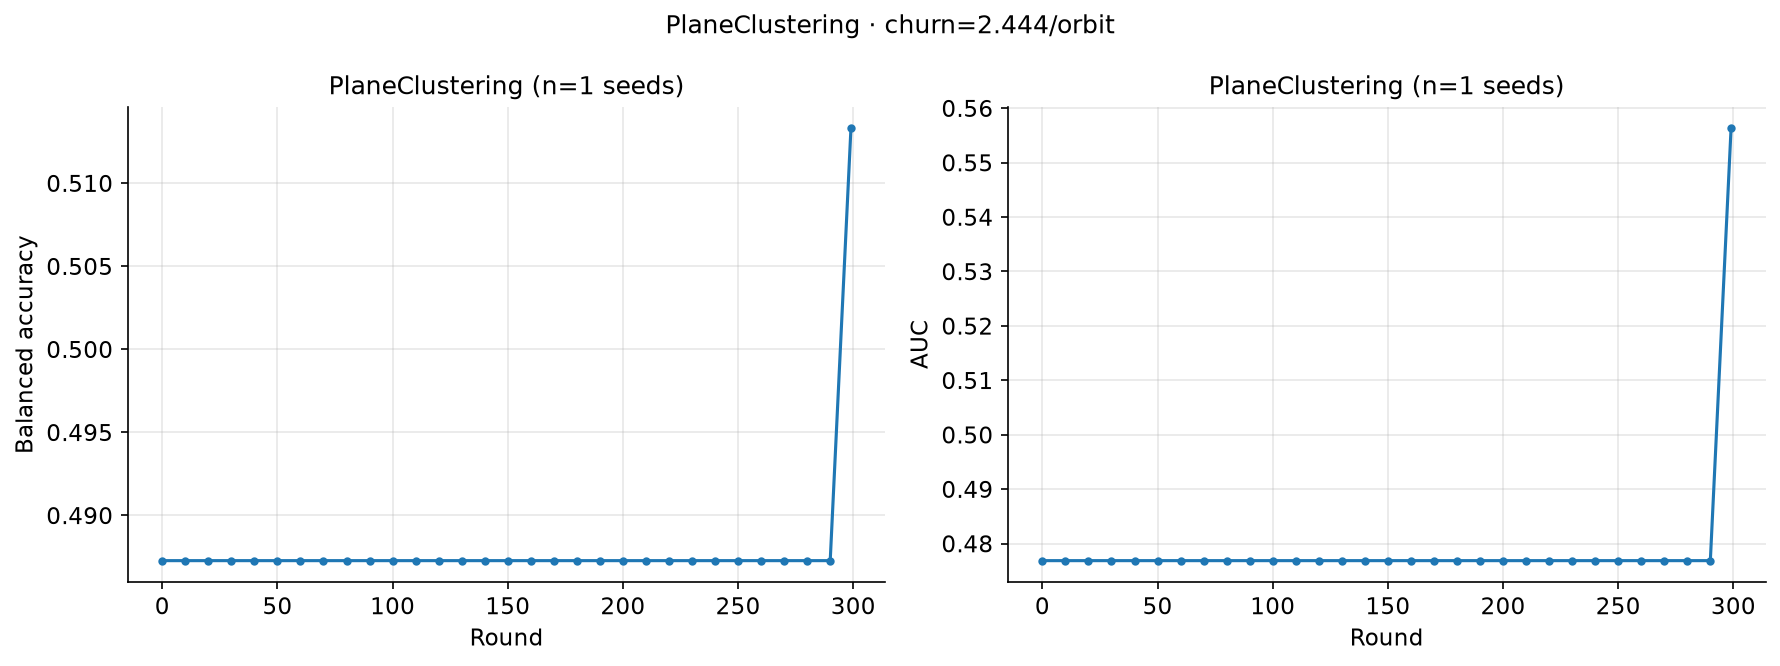 PlaneClustering · churn=2.444/orbit
PlaneClustering (n=1 seeds)
Balanced accuracy
0.510
0.505
0.500
0.495
0.490
0 50 100 150 200 250 300
Round
PlaneClustering (n=1 seeds)
AUC
0.56
0.55
0.54
0.53
0.52
0.51
0.50
0.49
0.48
0 50 100 150 200 250 300
Round